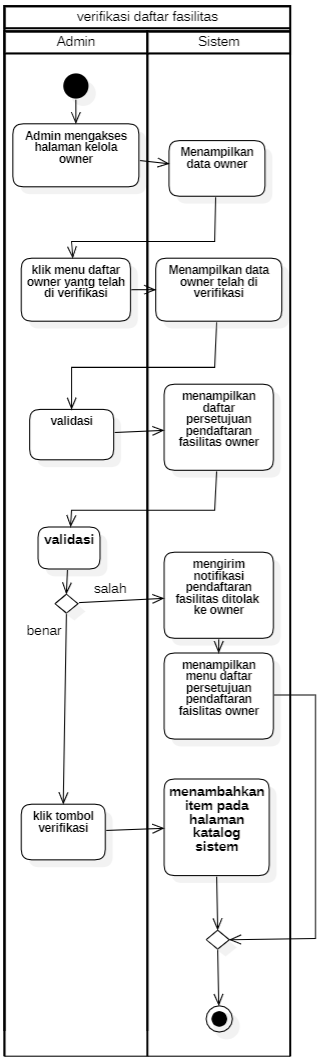 verifikasi daftar fasilitas
Admin
Sistem
Admin mengakses
halaman kelola
owner
Menampilkan
data owner
klik menu daftar
owner yantg telah
di verifikasi
Menampilkan data
owner telah di
verifikasi
validasi
menampilkan
daftar
persetujuan
pendaftaran
fasilitas owner
validasi
salah
benar
mengirim
notifikasi
pendaftaran
fasilitas ditolak
ke owner
menampilkan
menu daftar
persetujuan
pendaftaran
faislitas owner
klik tombol
verifikasi
menambahkan
item pada
halaman
katalog
sistem